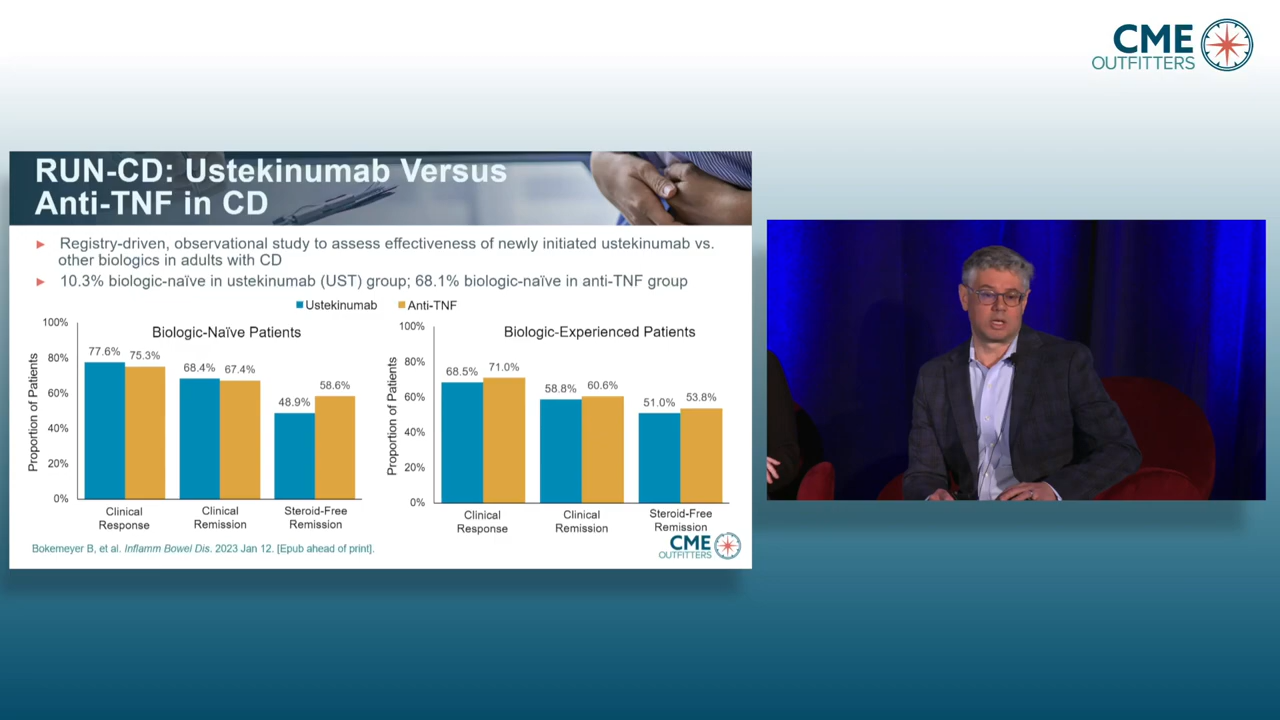 CME
OUTFITTERS
RUN-CD: Ustekinumab Versus
Anti-TNF in CD
► Registry-driven, observational study to assess effectiveness of newly initiated ustekinumab vs.
other biologics in adults with CD
► 10.3% biologic-naïve in ustekinumab (UST) group; 68.1% biologic-naïve in anti-TNF group
Ustekinumab Anti-TNF
Biologic-Naïve Patients
Proportion of Patients
100%
80%
60%
40%
20%
0%
77.6% 75.3%
68.4% 67.4%
48.9% 58.6%
Clinical
Response
Clinical
Remission
Steroid-Free
Remission
Biologic-Experienced Patients
Proportion of Patients
100%
80%
60%
40%
20%
0%
68.5% 71.0%
58.8% 60.6%
51.0% 53.8%
Clinical
Response
Clinical
Remission
Steroid-Free
Remission
Bokemeyer B, et al. Inflamm Bowel Dis. 2023 Jan 12. [Epub ahead of print].
CME
OUTFITTERS